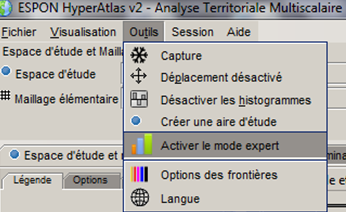 ESPON HyperAtlas v2 - Analyse Territoriale Multiscalaire
Fichier Visualisation Outils Session Aide
Espace d'étude et Mailla
Espace d'étude
Maillage élémentaire
Capture
Déplacement désactivé
Désactiver les histogrammes
Créer une aire d'étude
Activer le mode expert
Options des frontières
Langue
Espace d'étude et
Légende Options